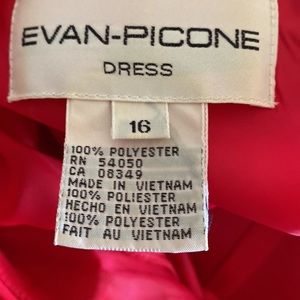 EVAN-PICONE
DRESS
16
100% POLYESTER
RN 54050
CA 08349
MADE IN VIETNAM
100% POLIESTER
HECHO EN VIETNAM
100% POLYESTER
FAIT AU VIETNAM